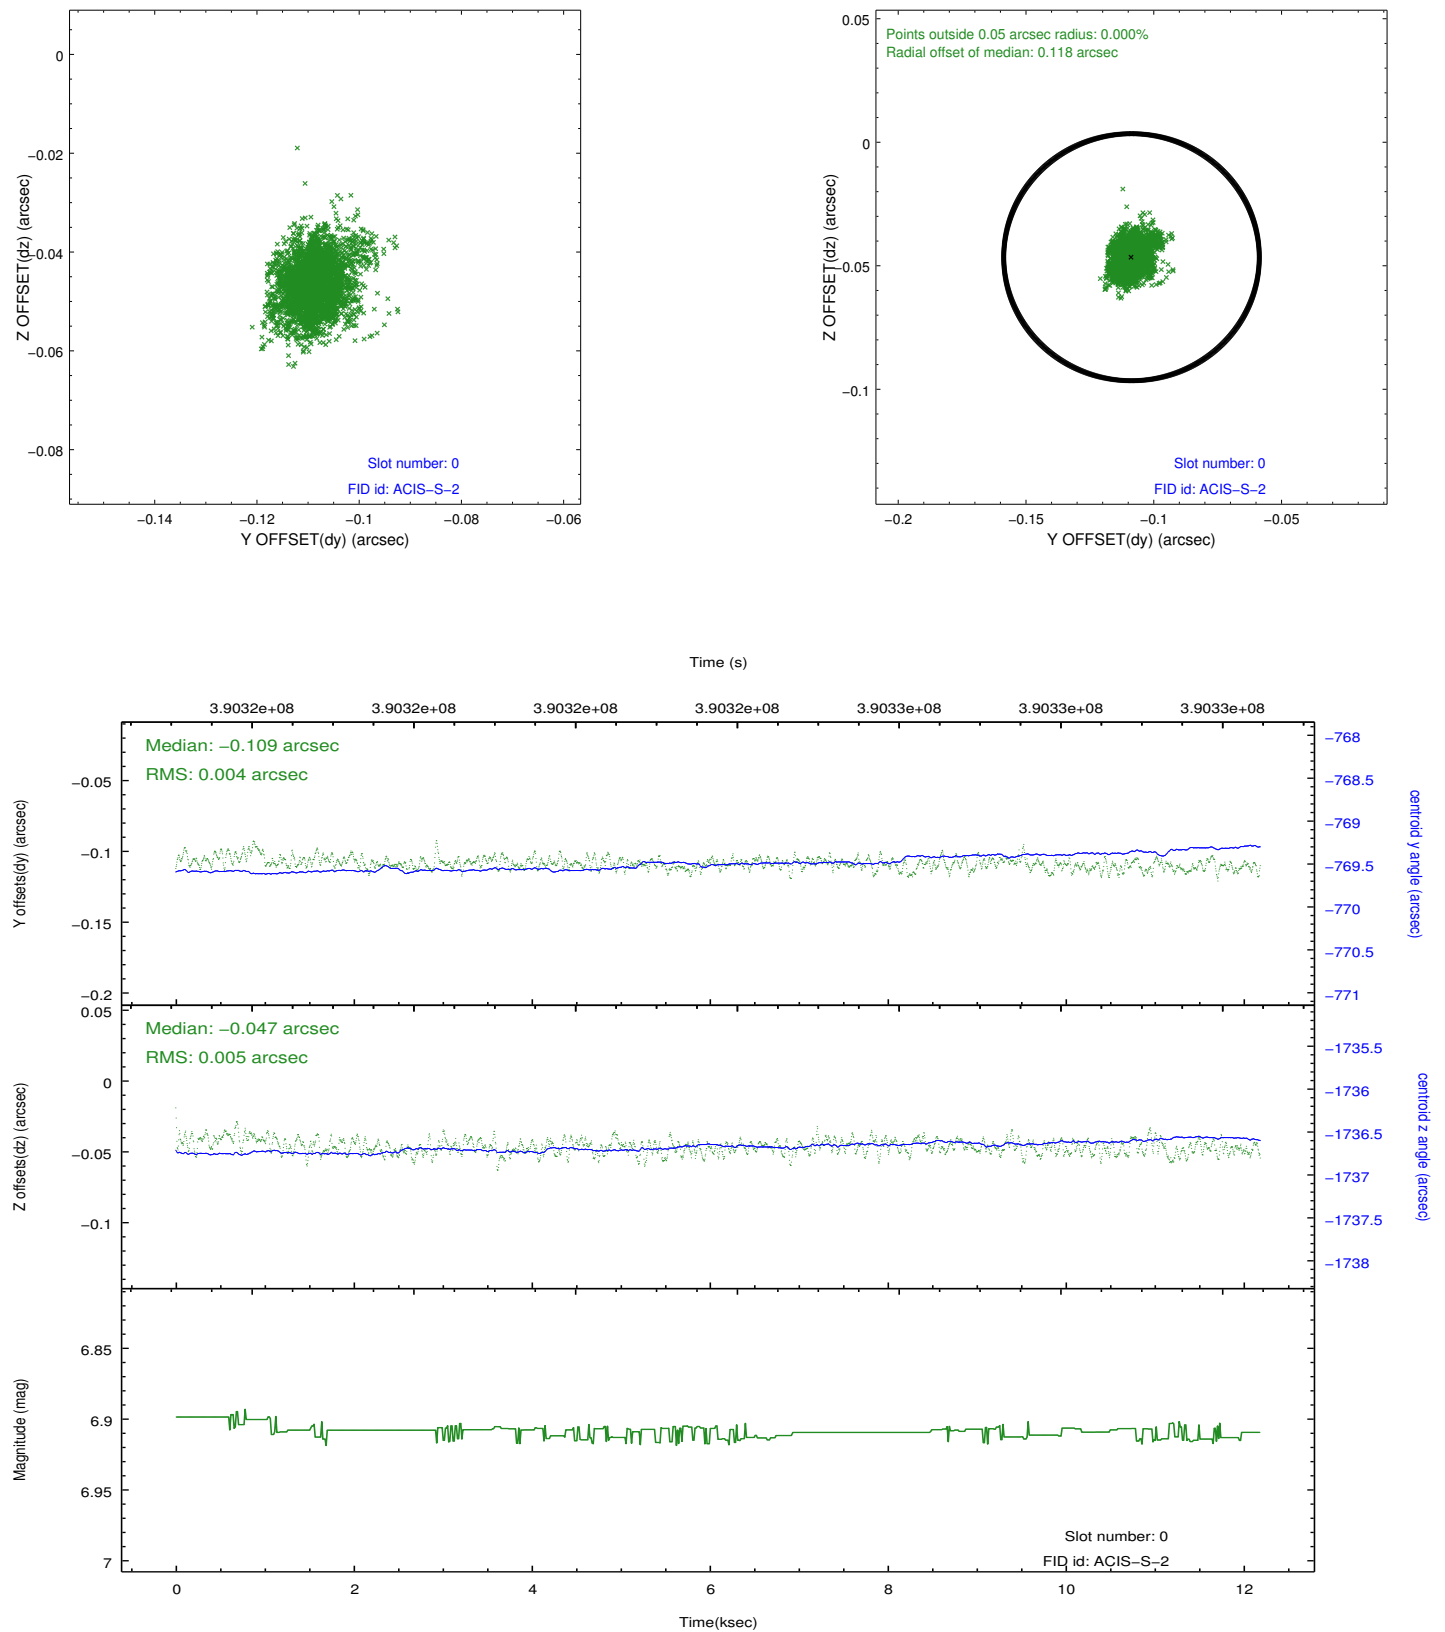 0
−0.02
−0.04
−0.06
−0.08
Z OFFSET(dz) (arcsec)
Slot number: 0
FID id: ACIS−S−2
−0.14
−0.12
−0.1
−0.08
−0.06
Y OFFSET(dy) (arcsec)
Points outside 0.05 arcsec radius: 0.000%
Radial offset of median: 0.118 arcsec
0.05
0
−0.05
−0.1
Z OFFSET(dz) (arcsec)
Slot number: 0
FID id: ACIS−S−2
−0.2
−0.15
−0.1
−0.05
Y OFFSET(dy) (arcsec)
Time (s)
3.9032e+08
3.9032e+08
3.9032e+08
3.9032e+08
3.9033e+08
3.9033e+08
3.9033e+08
Median: −0.109 arcsec
RMS: 0.004 arcsec
−0.05
−0.1
−0.15
−0.2
Y offsets(dy) (arcsec)
−768
−768.5
−769
−769.5
−770
−770.5
−771
centroid y angle (arcsec)
Median: −0.047 arcsec
RMS: 0.005 arcsec
0.05
0
−0.05
−0.1
Z offsets(dz) (arcsec)
−1735.5
−1736
−1736.5
−1737
−1737.5
−1738
centroid z angle (arcsec)
6.85
6.9
6.95
7
Magnitude (mag)
Slot number: 0
FID id: ACIS−S−2
0
2
4
6
8
10
12
Time(ksec)